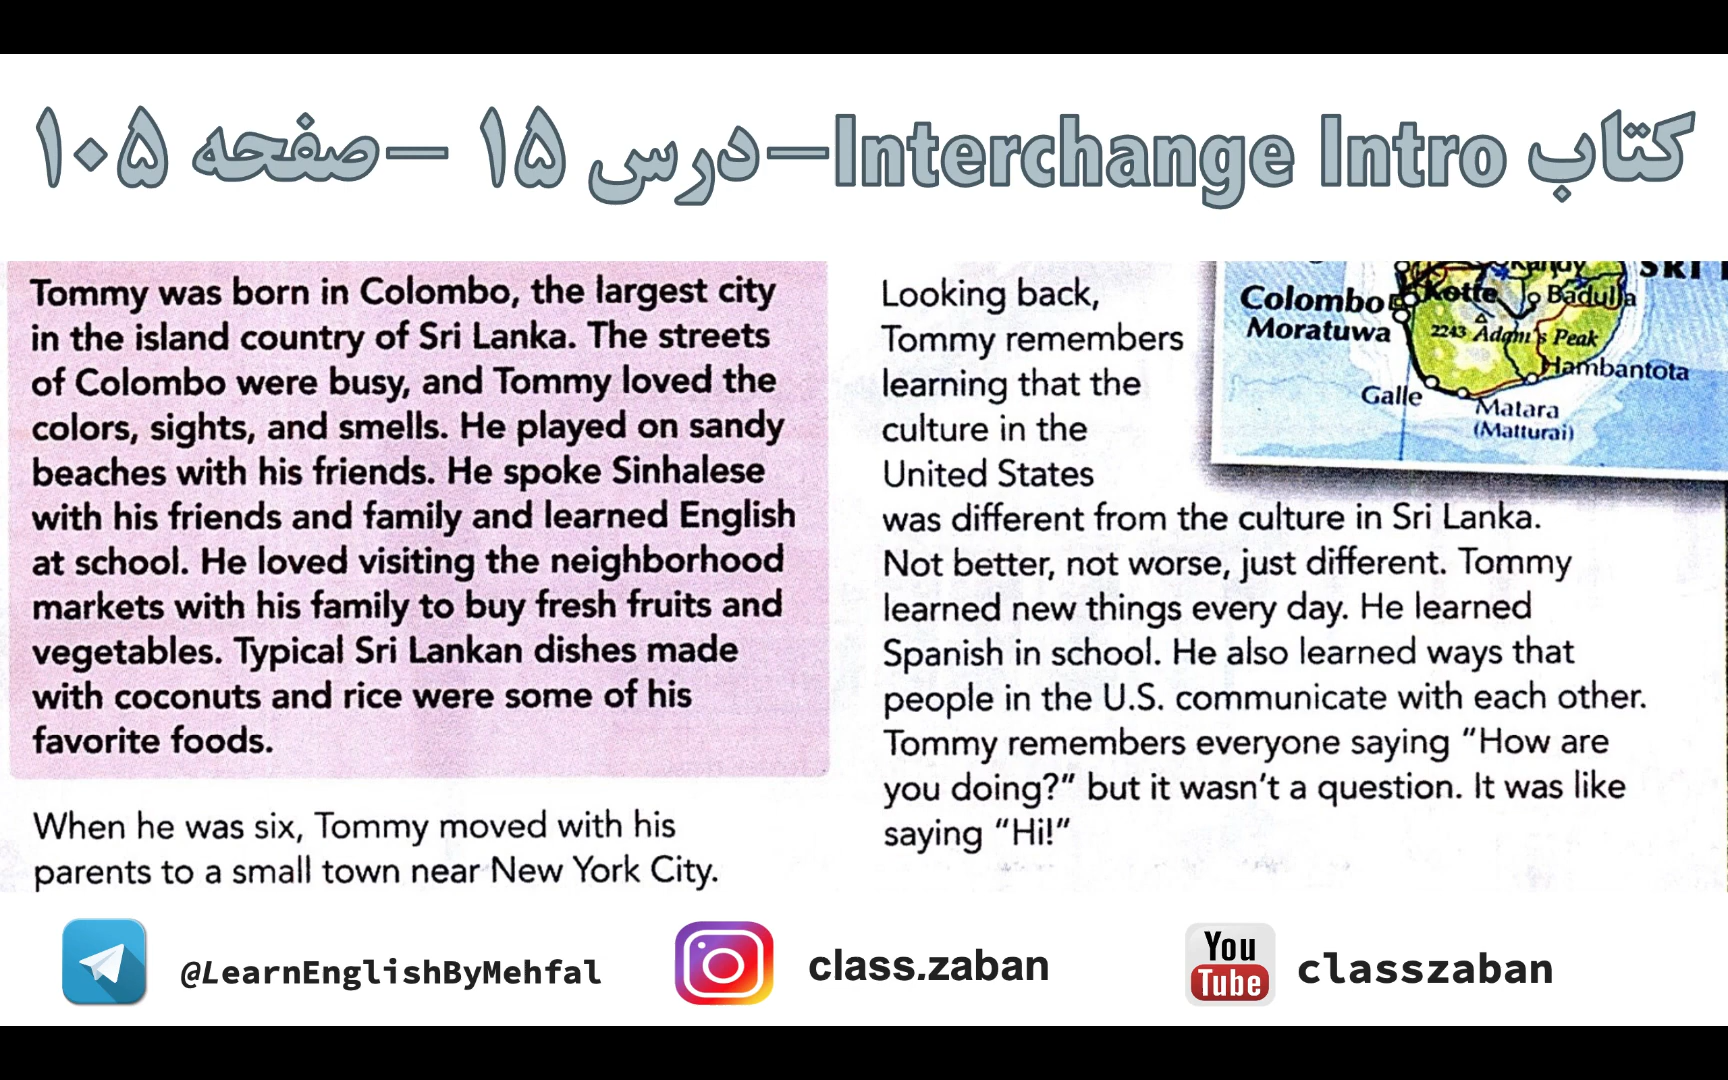 کتاب Interchange Intro–درس ۱۵ – صفحه ۱۰۵
Tommy was born in Colombo, the largest city
in the island country of Sri Lanka. The streets
of Colombo were busy, and Tommy loved the
colors, sights, and smells. He played on sandy
beaches with his friends. He spoke Sinhalese
with his friends and family and learned English
at school. He loved visiting the neighborhood
markets with his family to buy fresh fruits and
vegetables. Typical Sri Lankan dishes made
with coconuts and rice were some of his
favorite foods.
When he was six, Tommy moved with his
parents to a small town near New York City.
Looking back,
Tommy remembers
learning that the
culture in the
United States
was different from the culture in Sri Lanka.
Not better, not worse, just different. Tommy
learned new things every day. He learned
Spanish in school. He also learned ways that
people in the U.S. communicate with each other.
Tommy remembers everyone saying “How are
you doing?” but it wasn’t a question. It was like
saying “Hi!”
Colombo
Kotte
Badulla
Moratuwa
2243 Adam's Peak
Hambantota
Galle
Matara
(Matturai)
@LearnEnglishByMehfal
class.zaban
You
Tube
classzaban